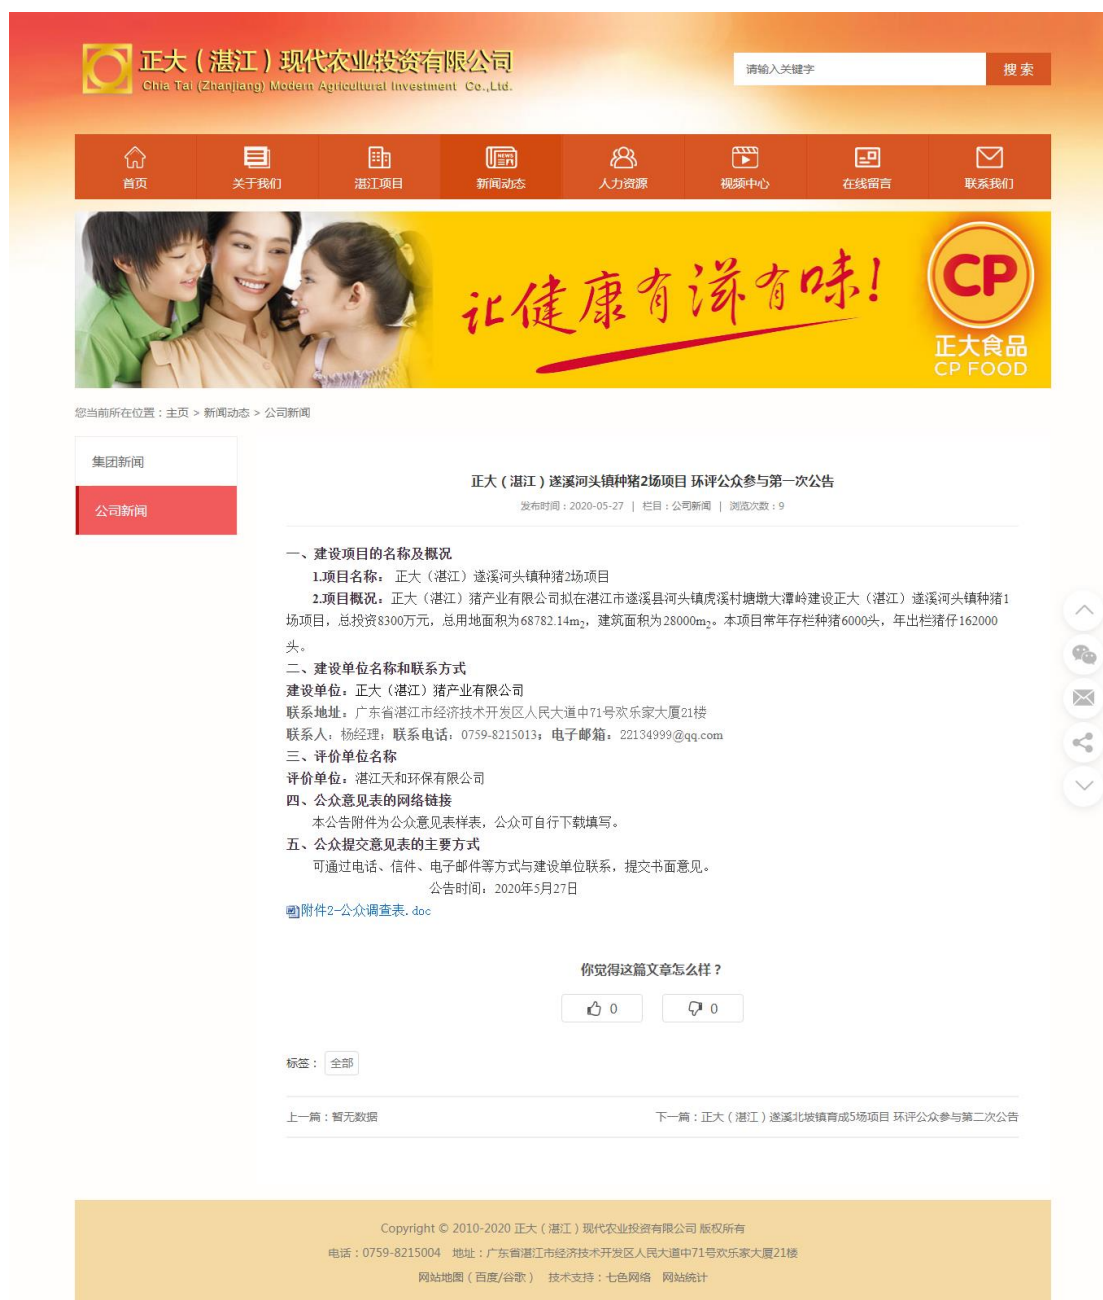 正大（湛江）现代农业投资有限公司
Chia Tai (Zhanjiang) Modern Agricultural Investment Co.,Ltd.
请输入关键字
搜 索
首页
关于我们
湛江项目
NEWS
新闻动态
人力资源
视频中心
在线留言
联系我们
让健康有滋有味!
CP
正大食品
CP FOOD
您当前所在位置：主页 > 新闻动态 > 公司新闻
集团新闻
公司新闻
正大（湛江）遂溪河头镇种猪2场项目 环评公众参与第一次公告
发布时间：2020-05-27 | 栏目：公司新闻 | 浏览次数：9
一、建设项目的名称及概况
1.项目名称： 正大（湛江）遂溪河头镇种猪2场项目
2.项目概况。正大（湛江）猪产业有限公司拟在湛江市遂溪县河头镇虎溪村塘墩大潭岭建设正大（湛江）遂溪河头镇种猪1
场项目，总投资8300万元，总用地面积为68782.14m₂，建筑面积为28000m₂。本项目常年存栏种猪6000头，年出栏猪仔162000
头。
二、建设单位名称和联系方式
建设单位：正大（湛江）猪产业有限公司
联系地址：广东省湛江市经济技术开发区人民大道中71号欢乐家大厦21楼
联系人：杨经理；联系电话：0759-8215013；电子邮箱：22134999@qq.com
三、评价单位名称
评价单位：湛江天和环保有限公司
四、公众意见表的网络链接
本公告附件为公众意见表样表，公众可自行下载填写。
五、公众提交意见表的主要方式
可通过电话、信件、电子邮件等方式与建设单位联系，提交书面意见。
公告时间：2020年5月27日
附件2-公众调查表.doc
你觉得这篇文章怎么样？
0
0
标签：
全部
上一篇：暂无数据
下一篇：正大（湛江）遂溪北坡镇育成5场项目 环评公众参与第二次公告
Copyright © 2010-2020 正大（湛江）现代农业投资有限公司 版权所有
电话：0759-8215004 地址：广东省湛江市经济技术开发区人民大道中71号欢乐家大厦21楼
网站地图（百度/谷歌） 技术支持：七色网络 网站统计